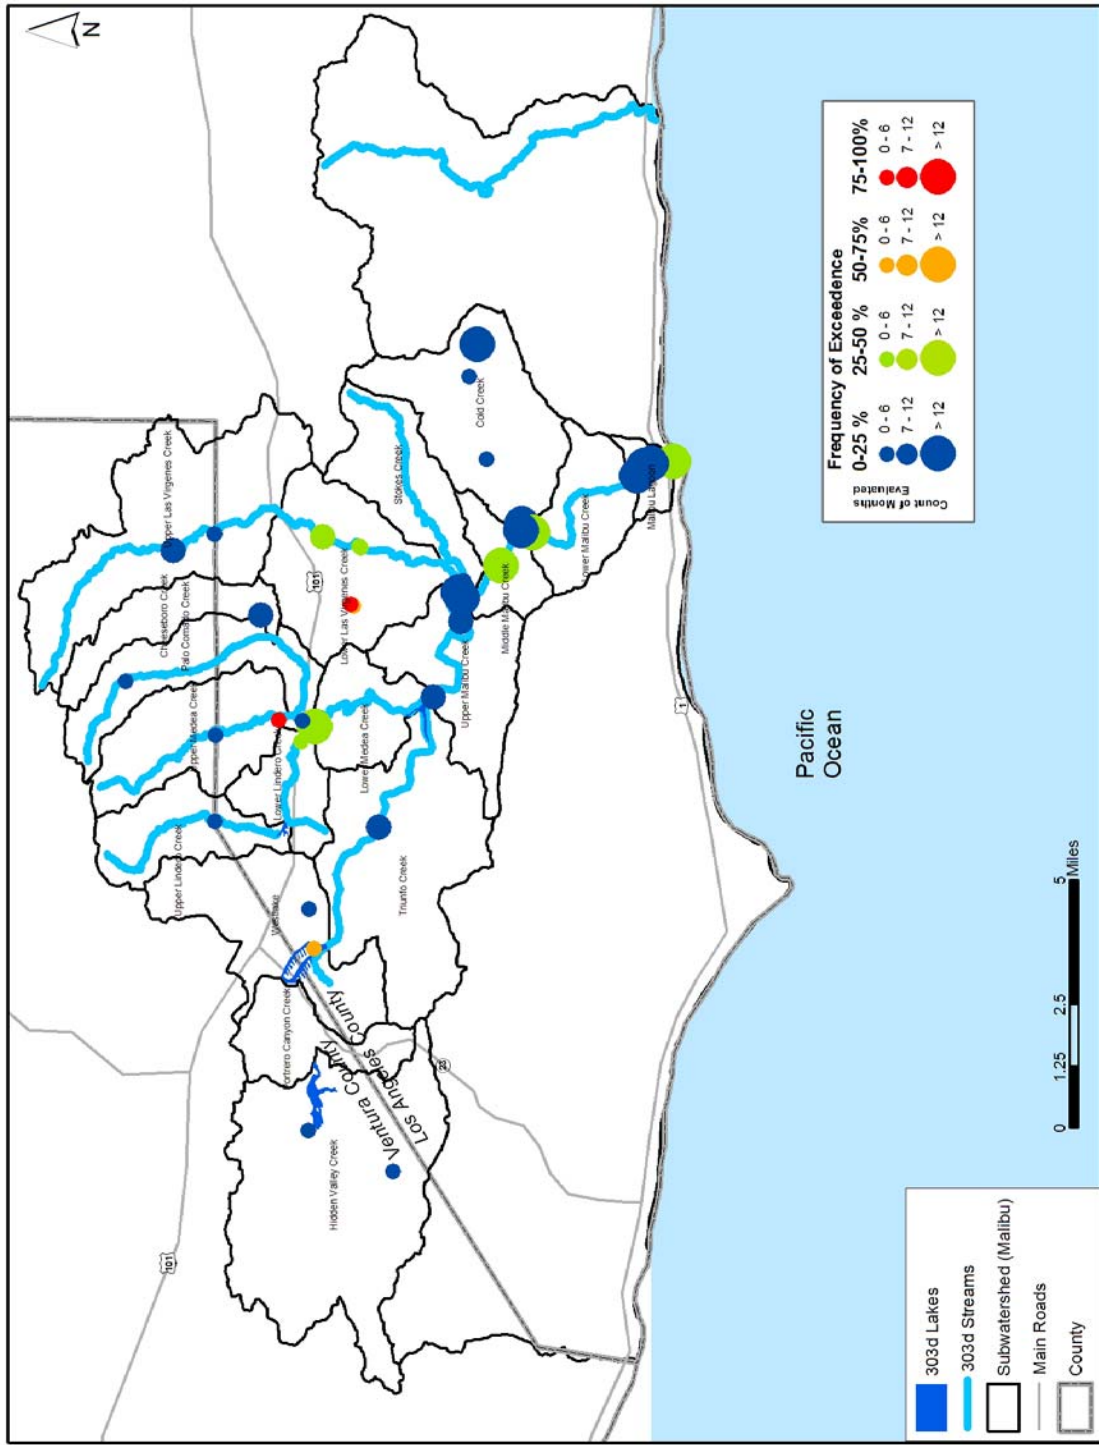 N
Upper Las Virgenes Creek
Cheeseboro Creek
Palo Comado Creek
Upper Medea Creek
Upper Lindero Creek
Lower Lindero Creek
Lower Las Virgenes Creek
Stokes Creek
Cold Creek
Westlake
Portrero Canyon Creek
Hidden Valley Creek
Triunfo Creek
Lower Medea Creek
Upper Malibu Creek
Middle Malibu Creek
Lower Malibu Creek
Malibu Lagoon
Ventura County
Los Angeles County
101
101
23
1
Pacific
Ocean
Frequency of Exceedence
Count of Months
Evaluated
0-25 %
25-50 %
50-75%
75-100%
0 - 6
0 - 6
0 - 6
0 - 6
7 - 12
7 - 12
7 - 12
7 - 12
> 12
> 12
> 12
> 12
0
1.25
2.5
5
Miles
303d Lakes
303d Streams
Subwatershed (Malibu)
Main Roads
County